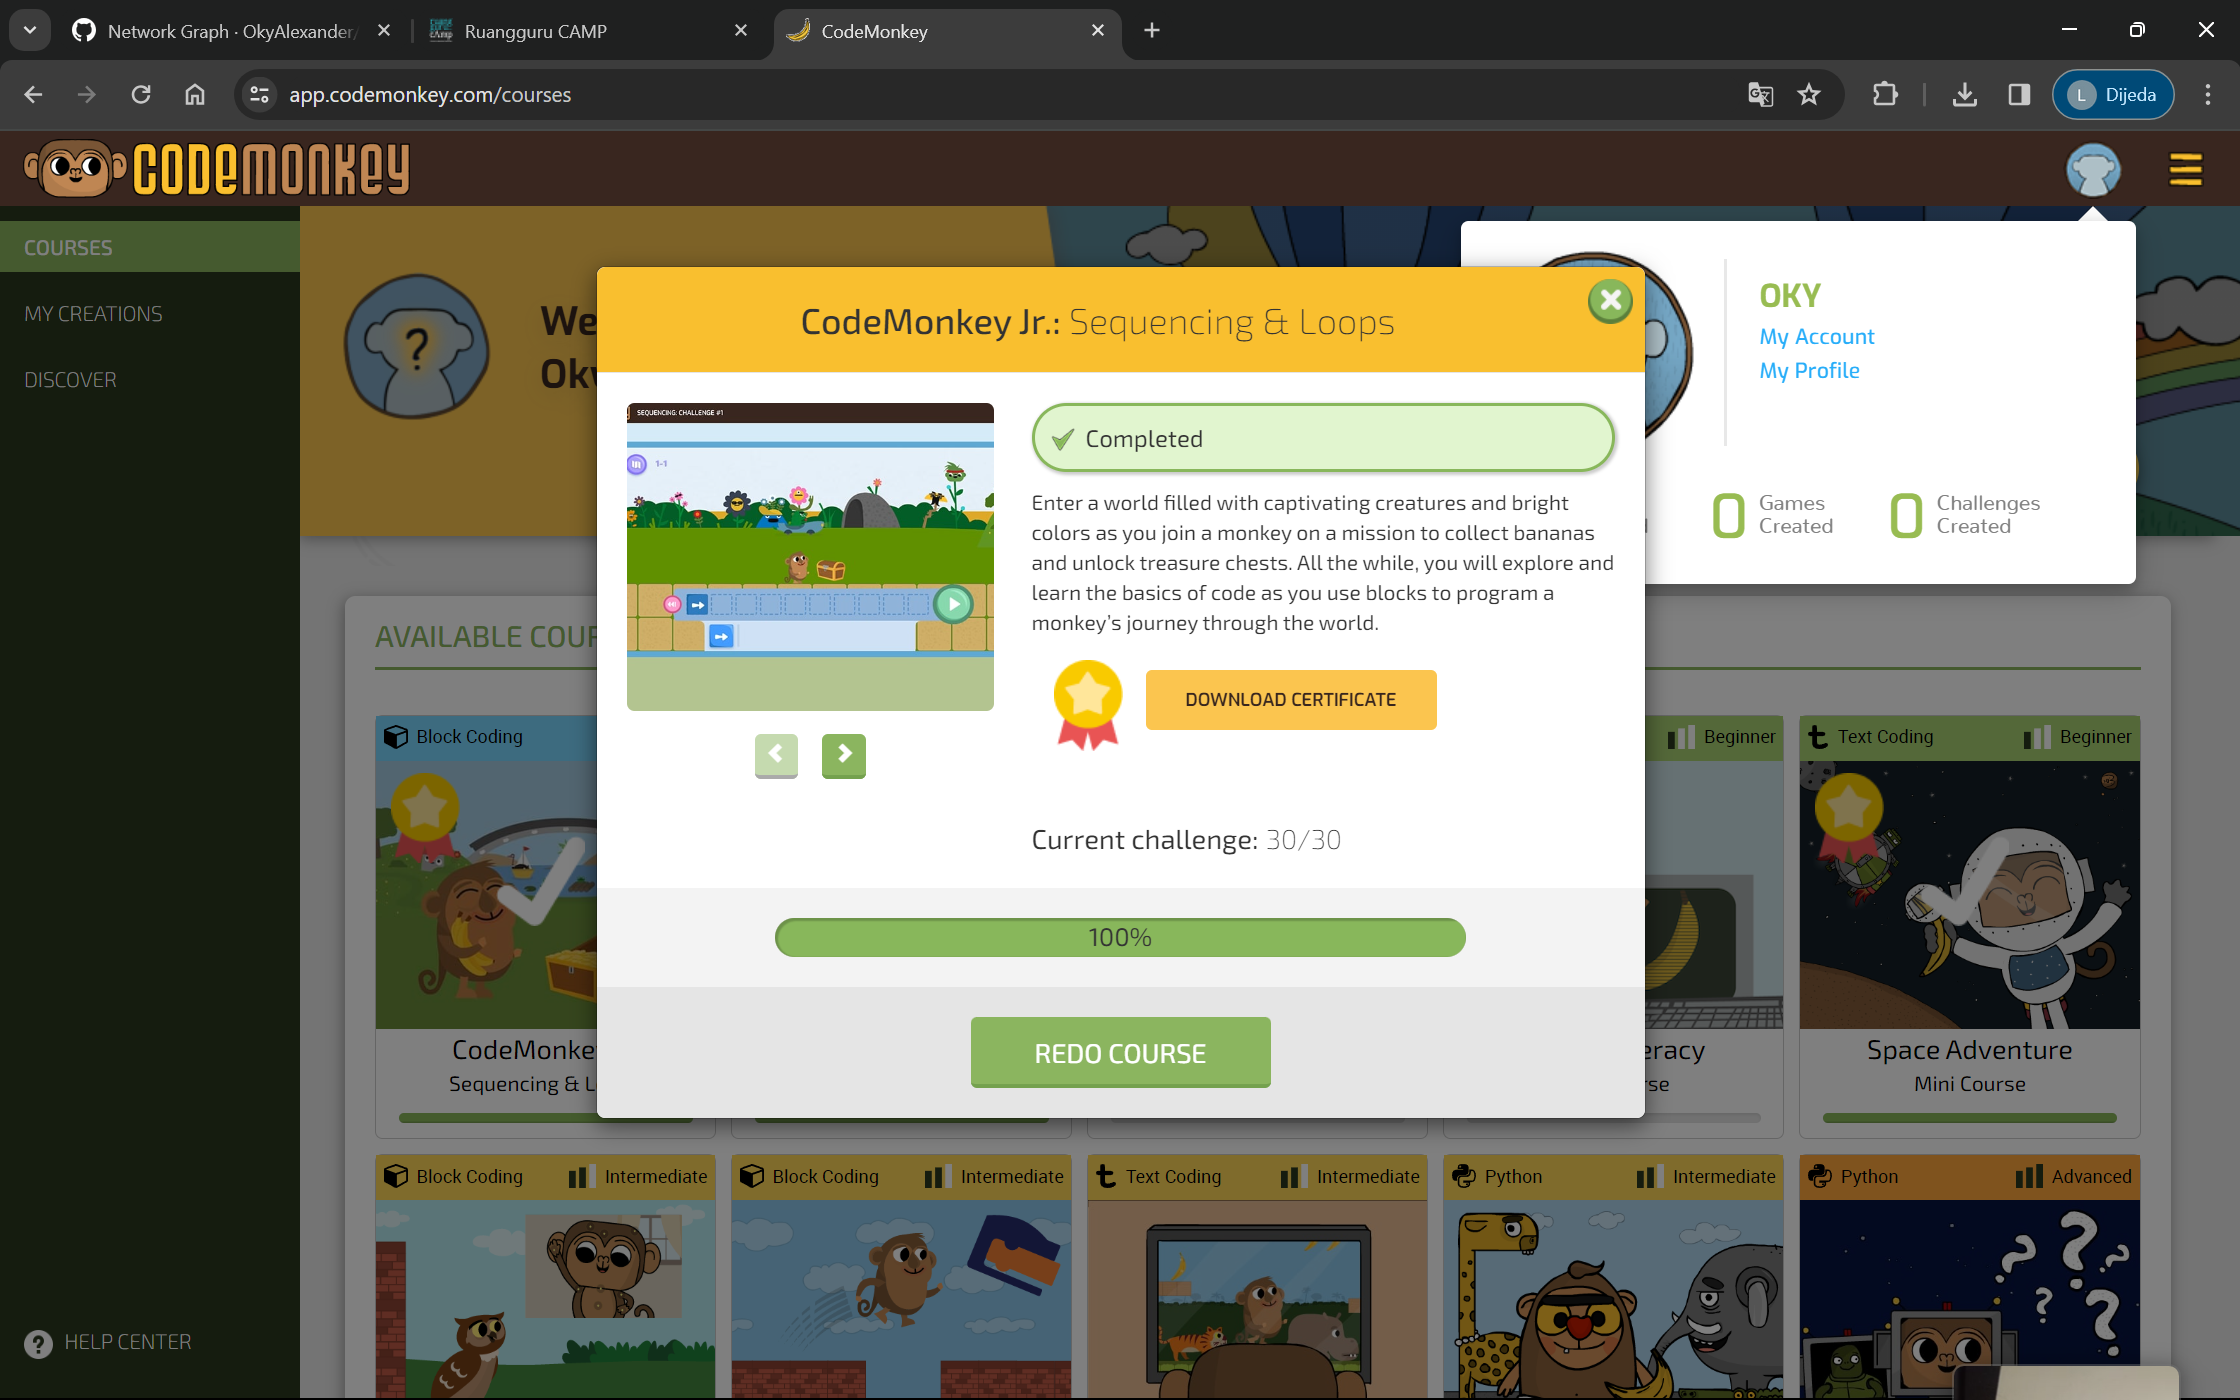 Network Graph · OkyAlexander/
Ruangguru CAMP
CodeMonkey
app.codemonkey.com/courses
L Dijeda
CODEMONKEY
COURSES
MY CREATIONS
DISCOVER
HELP CENTER
We
Oky
OKY
My Account
My Profile
0 Games Created
0 Challenges Created
CodeMonkey Jr.: Sequencing & Loops
SEQUENCING: CHALLENGE #1
1-1
Completed
Enter a world filled with captivating creatures and bright
colors as you join a monkey on a mission to collect bananas
and unlock treasure chests. All the while, you will explore and
learn the basics of code as you use blocks to program a
monkey's journey through the world.
DOWNLOAD CERTIFICATE
Current challenge: 30/30
100%
REDO COURSE
AVAILABLE COUR
Block Coding
Beginner
Text Coding Beginner
CodeMonke
Sequencing & L
eracy
rse
Space Adventure
Mini Course
Block Coding Intermediate
Block Coding Intermediate
Text Coding Intermediate
Python Intermediate
Python Advanced